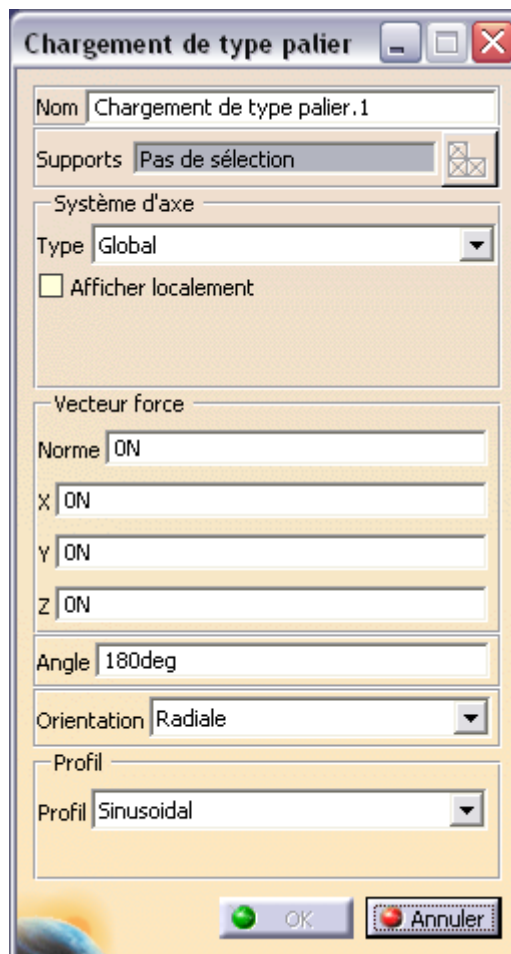 Chargement de type palier
Nom Chargement de type palier.1
Supports Pas de sélection
Système d'axe
Type Global
Afficher localement
Vecteur force
Norme 0N
X 0N
Y 0N
Z 0N
Angle 180deg
Orientation Radiale
Profil
Profil Sinusoidal
OK Annuler